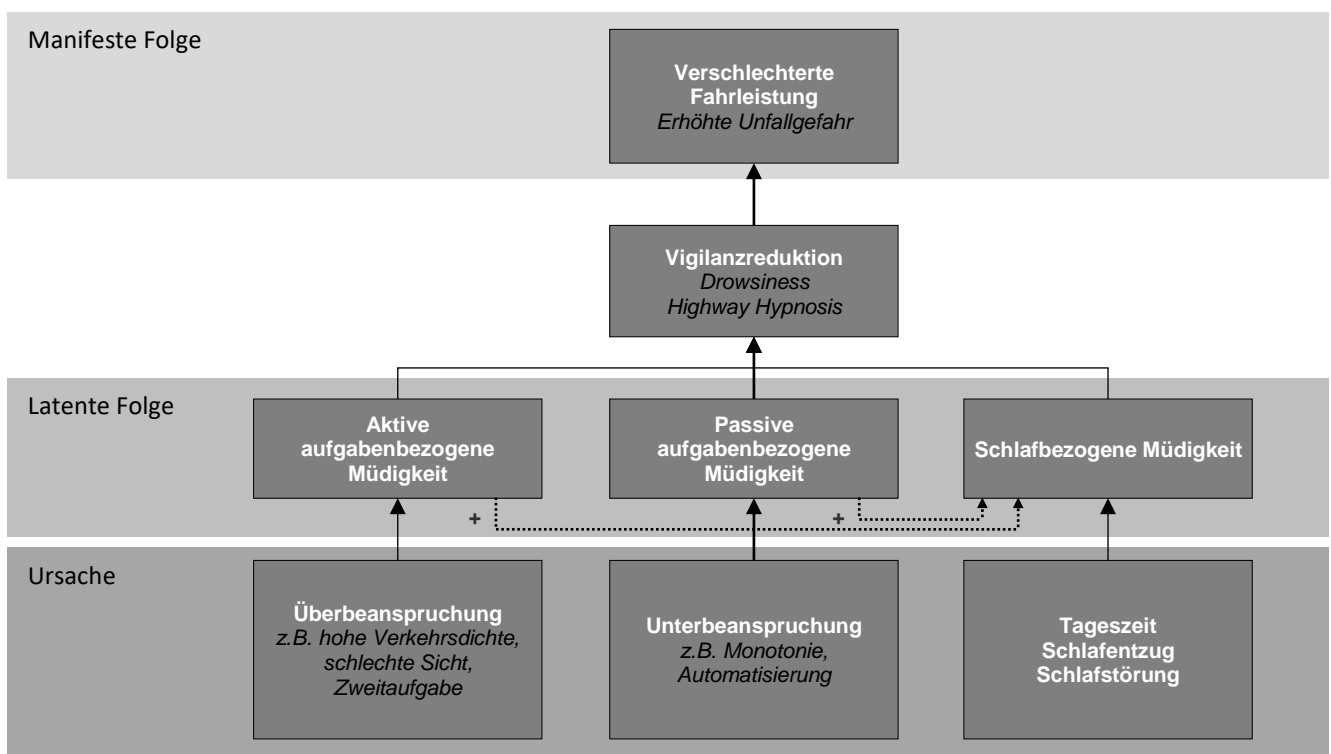 Manifeste Folge
Verschlechterte
Fahrleistung
Erhöhte Unfallgefahr
Vigilanzreduktion
Drowsiness
Highway Hypnosis
Latente Folge
Aktive
aufgabenbezogene
Müdigkeit
Passive
aufgabenbezogene
Müdigkeit
Schlafbezogene Müdigkeit
+
+
Ursache
Überbeanspruchung
z.B. hohe Verkehrsdichte,
schlechte Sicht,
Zweitaufgabe
Unterbeanspruchung
z.B. Monotonie,
Automatisierung
Tageszeit
Schlafentzug
Schlafstörung